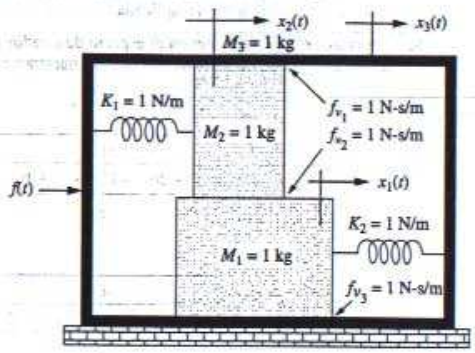 x₂(t)
x₃(t)
M₃ = 1 kg
K₁ = 1 N/m
fᵥ₁ = 1 N-s/m
M₂ = 1 kg
fᵥ₂ = 1 N-s/m
x₁(t)
f(t)
K₂ = 1 N/m
M₁ = 1 kg
fᵥ₃ = 1 N-s/m